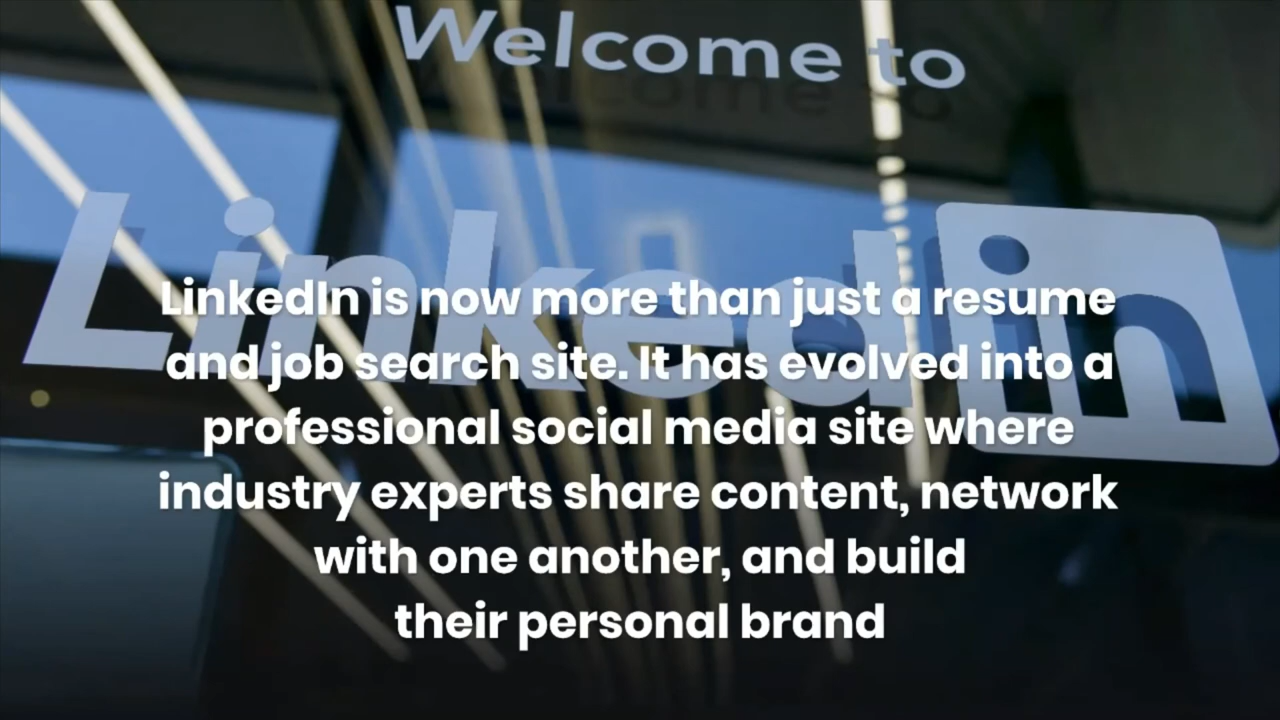 Welcome to
LinkedIn
LinkedIn is now more than just a resume
and job search site. It has evolved into a
professional social media site where
industry experts share content, network
with one another, and build
their personal brand